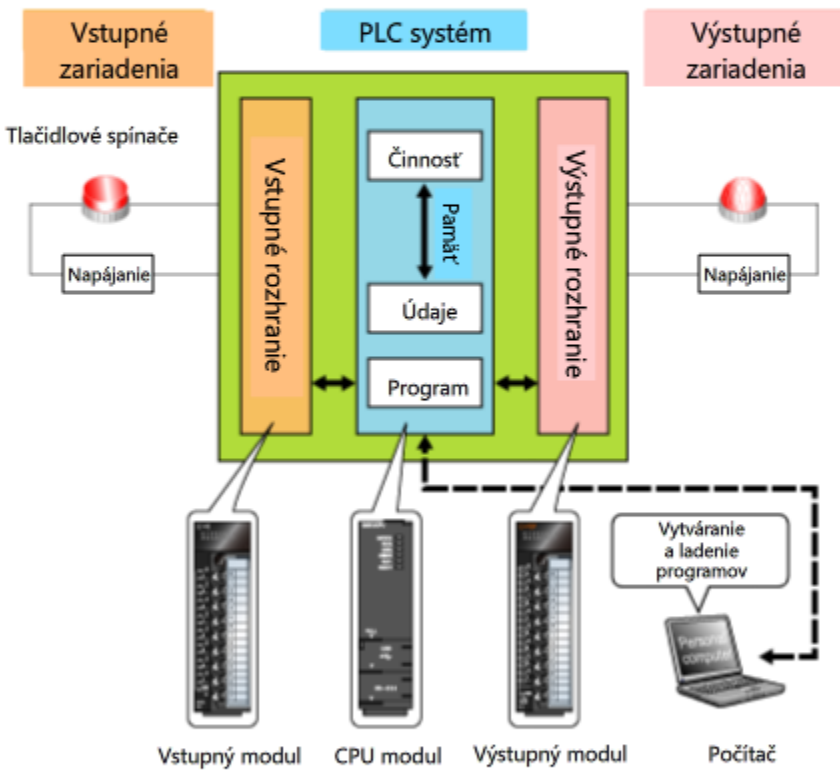 Vstupné
zariadenia
PLC systém
Výstupné
zariadenia
Tlačidlové spínače
Napájanie
Vstupné rozhranie
Činnosť
Pamäť
Údaje
Program
Výstupné rozhranie
Napájanie
Vytváranie
a ladenie
programov
Personal
computer
Vstupný modul
CPU modul
Výstupný modul
Počítač